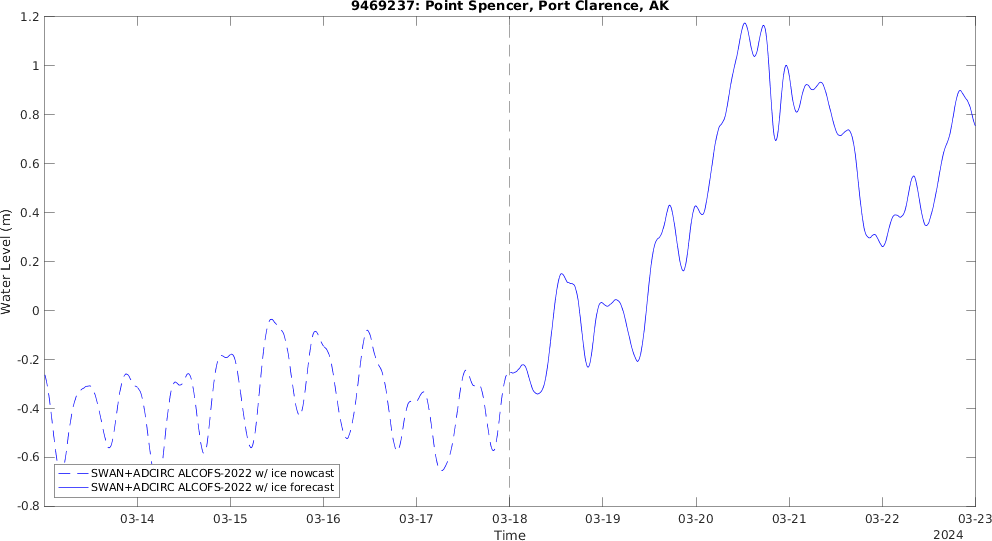 9469237: Point Spencer, Port Clarence, AK
Water Level (m)
1.2
1
0.8
0.6
0.4
0.2
0
-0.2
-0.4
-0.6
-0.8
SWAN+ADCIRC ALCOFS-2022 w/ ice nowcast
SWAN+ADCIRC ALCOFS-2022 w/ ice forecast
03-14 03-15 03-16 03-17 03-18 03-19 03-20 03-21 03-22 03-23
Time
2024